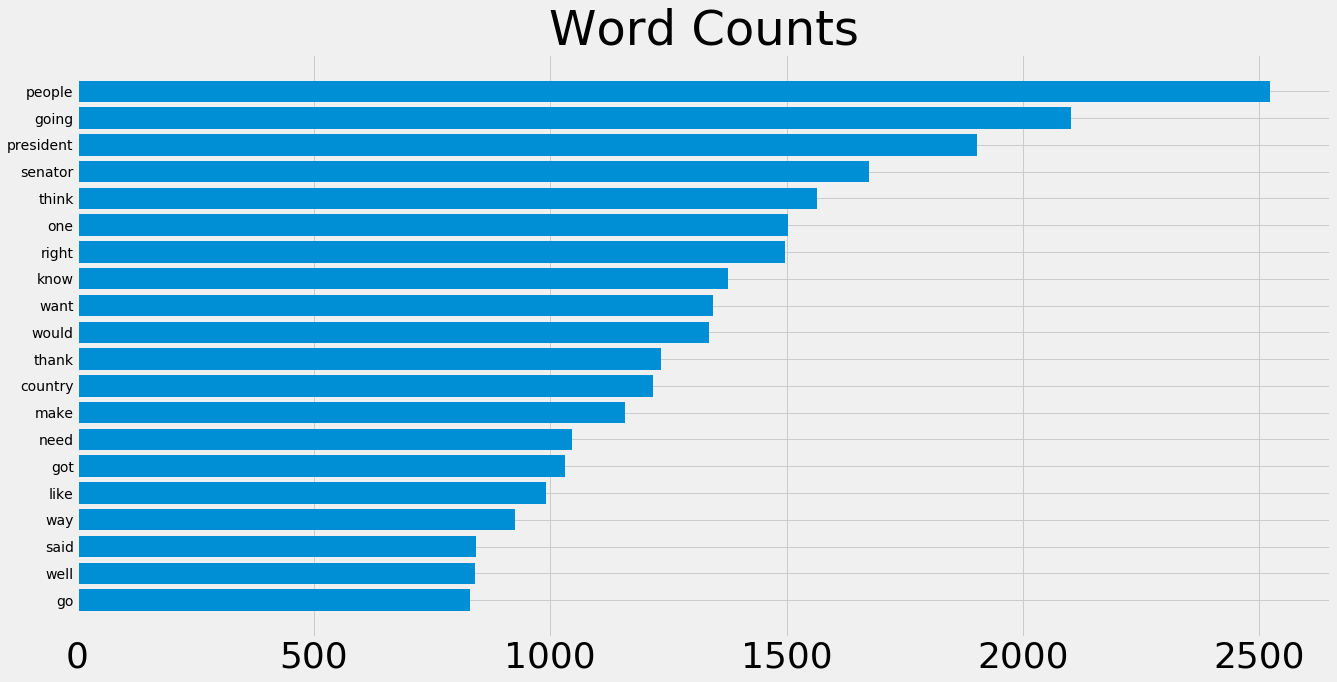 Word Counts
people
going
president
senator
think
one
right
know
want
would
thank
country
make
need
got
like
way
said
well
go
0 500 1000 1500 2000 2500